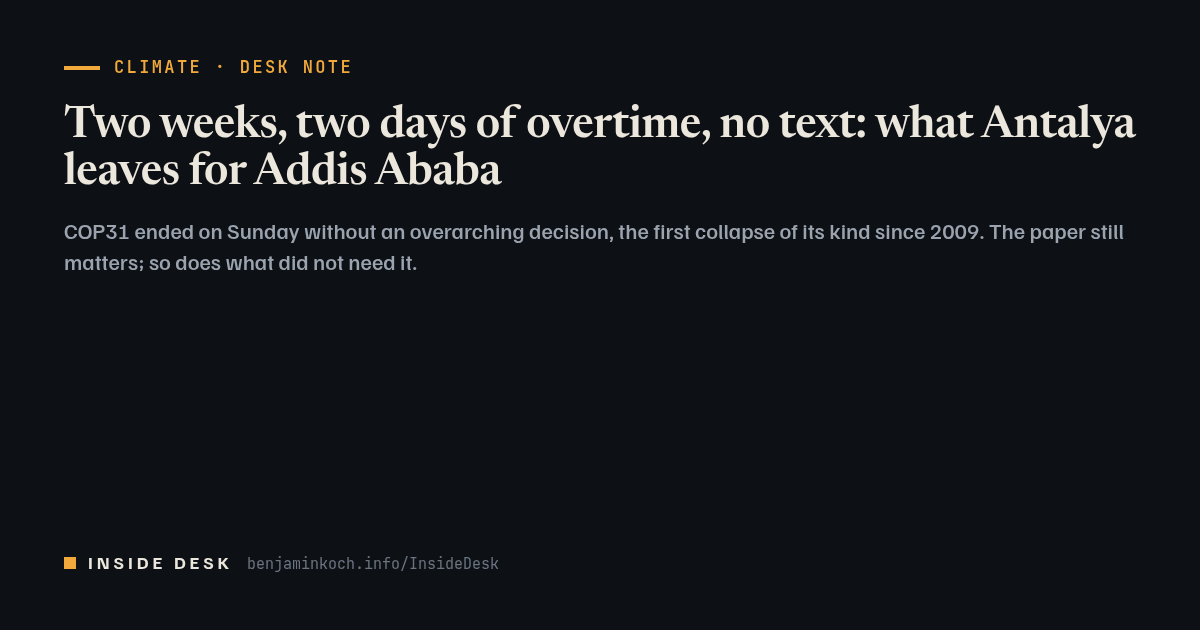 CLIMATE · DESK NOTE
Two weeks, two days of overtime, no text: what Antalya
leaves for Addis Ababa
COP31 ended on Sunday without an overarching decision, the first collapse of its kind since 2009. The paper still
matters; so does what did not need it.
INSIDE DESK benjaminkoch.info/InsideDesk